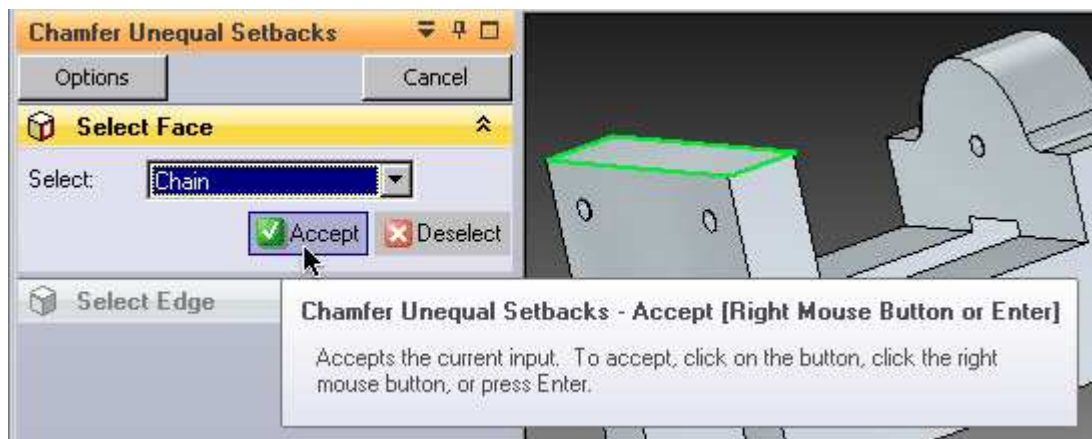 Chamfer Unequal Setbacks
Options Cancel
Select Face
Select: Chain
Accept Deselect
Select Edge
Chamfer Unequal Setbacks - Accept [Right Mouse Button or Enter]
Accepts the current input. To accept, click on the button, click the right
mouse button, or press Enter.